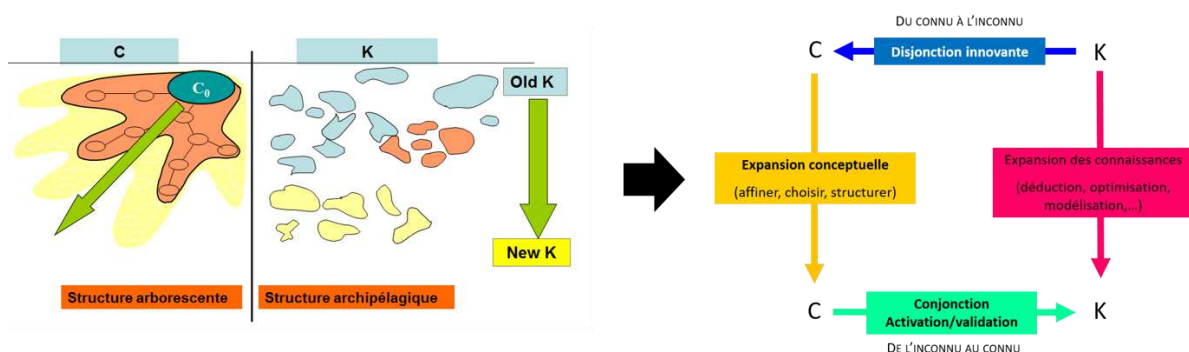 C
K
C₀
Old K
New K
Structure arborescente
Structure archipélagique
DU CONNU À L'INCONNU
C
Disjonction innovante
K
Expansion conceptuelle
(affiner, choisir, structurer)
Expansion des connaissances
(déduction, optimisation,
modélisation,...)
C
Conjonction
Activation/validation
K
DE L'INCONNU AU CONNU